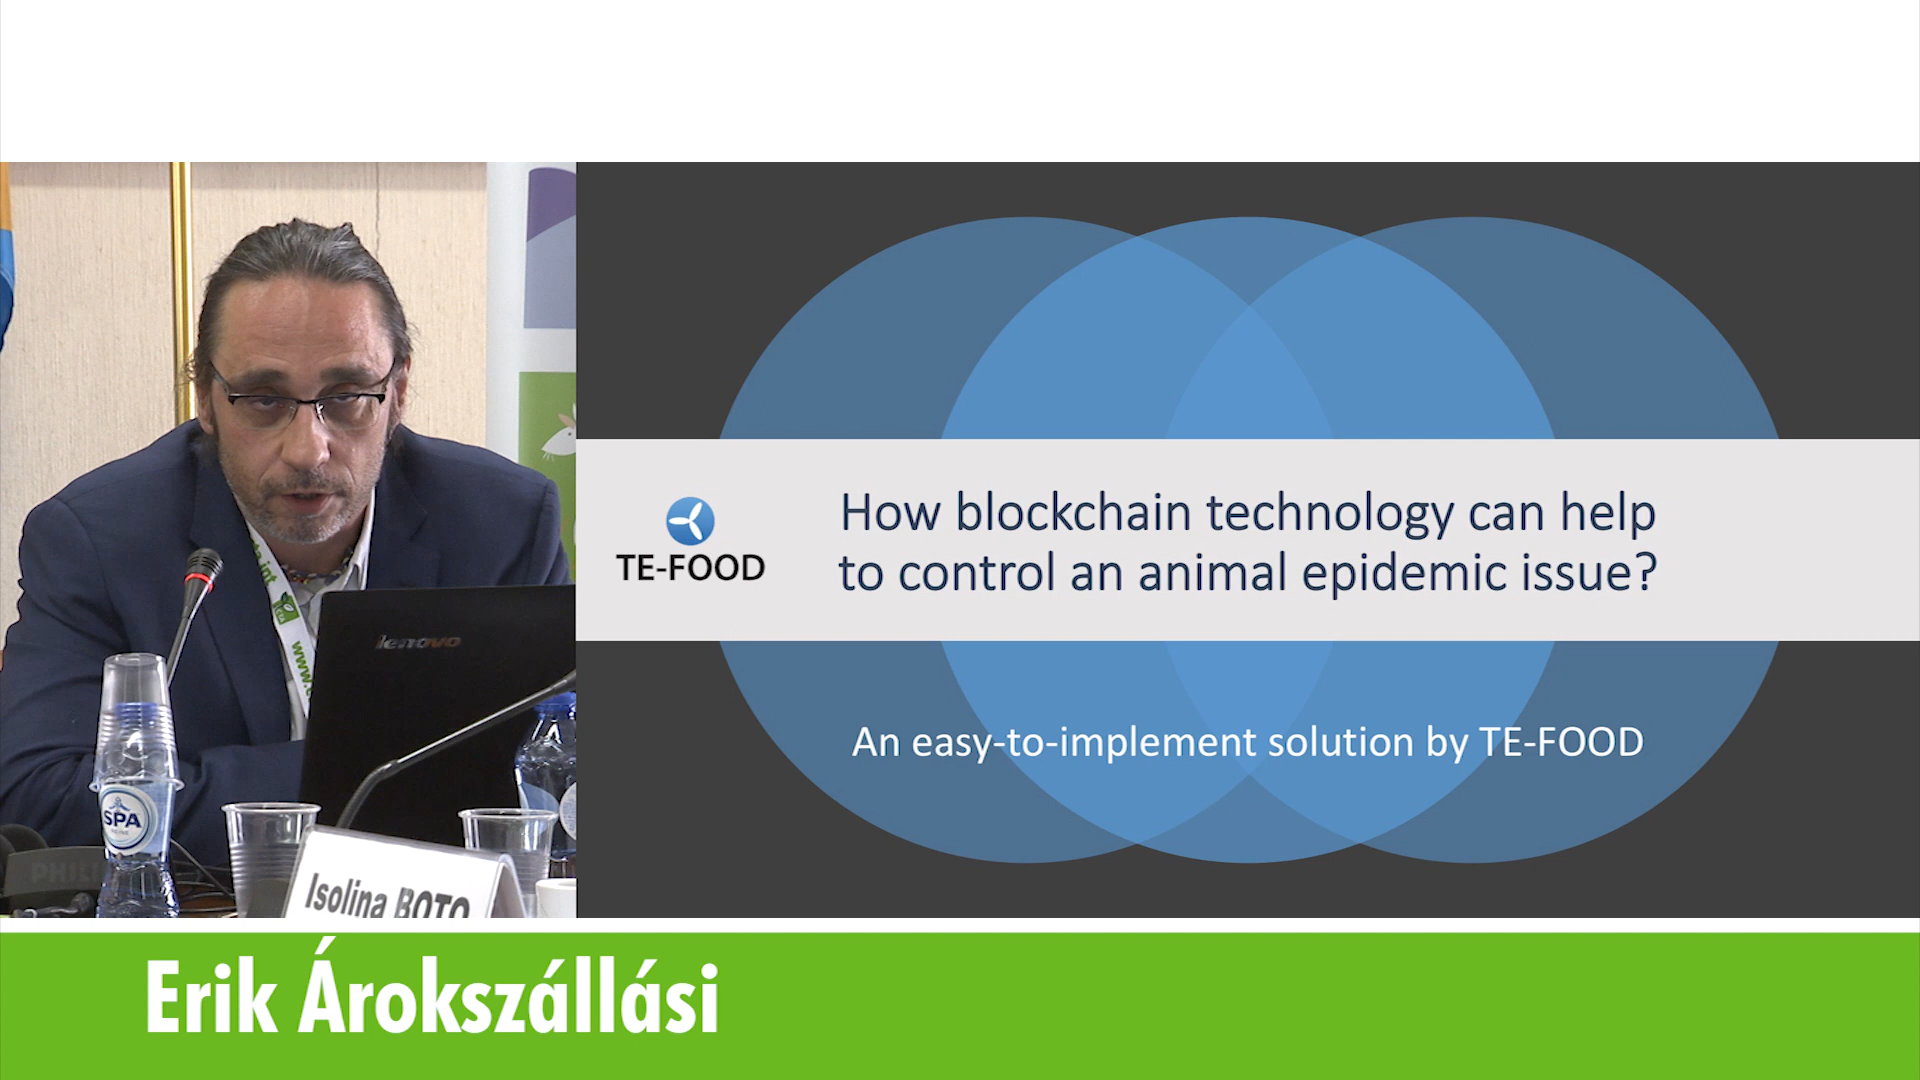 How blockchain technology can help
to control an animal epidemic issue?
TE-FOOD
An easy-to-implement solution by TE-FOOD
lenovo
www.
SPA
Isolina BOTO
Erik Árokszállási